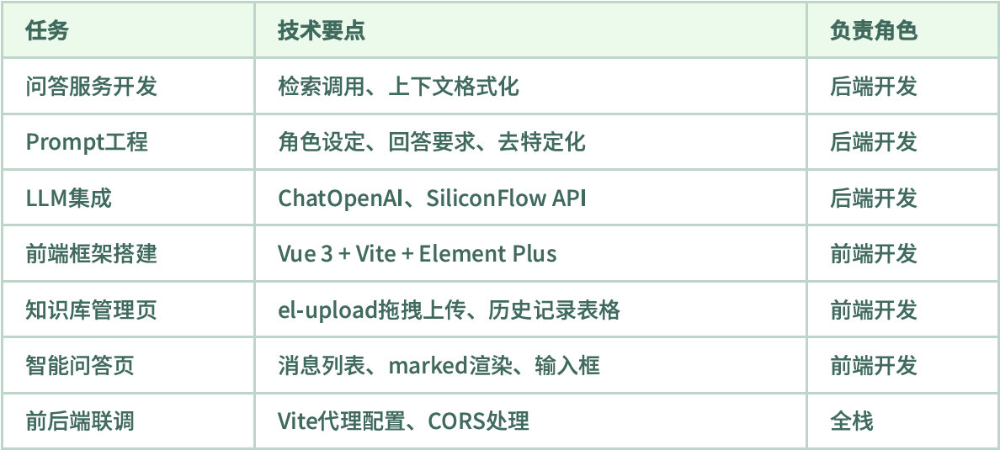 任务 技术要点 负责角色
问答服务开发 检索调用、上下文格式化 后端开发
Prompt工程 角色设定、回答要求、去特定化 后端开发
LLM集成 ChatOpenAI、SiliconFlow API 后端开发
前端框架搭建 Vue 3 + Vite + Element Plus 前端开发
知识库管理页 el-upload拖拽上传、历史记录表格 前端开发
智能问答页 消息列表、marked渲染、输入框 前端开发
前后端联调 Vite代理配置、CORS处理 全栈